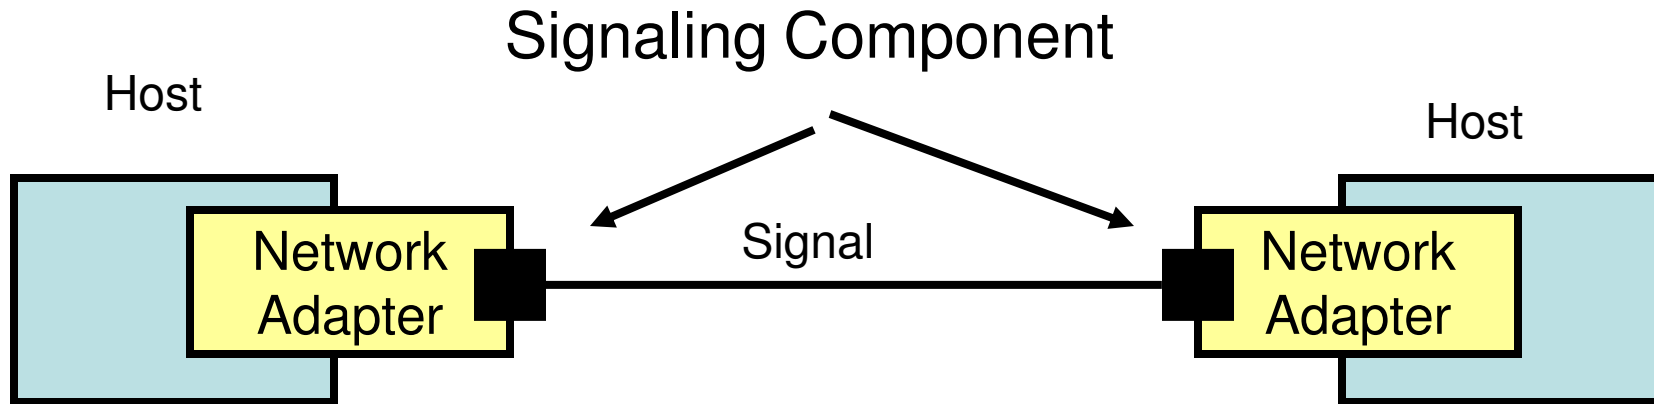 Signaling Component
Host
Host
Signal
Network
Adapter
Network
Adapter